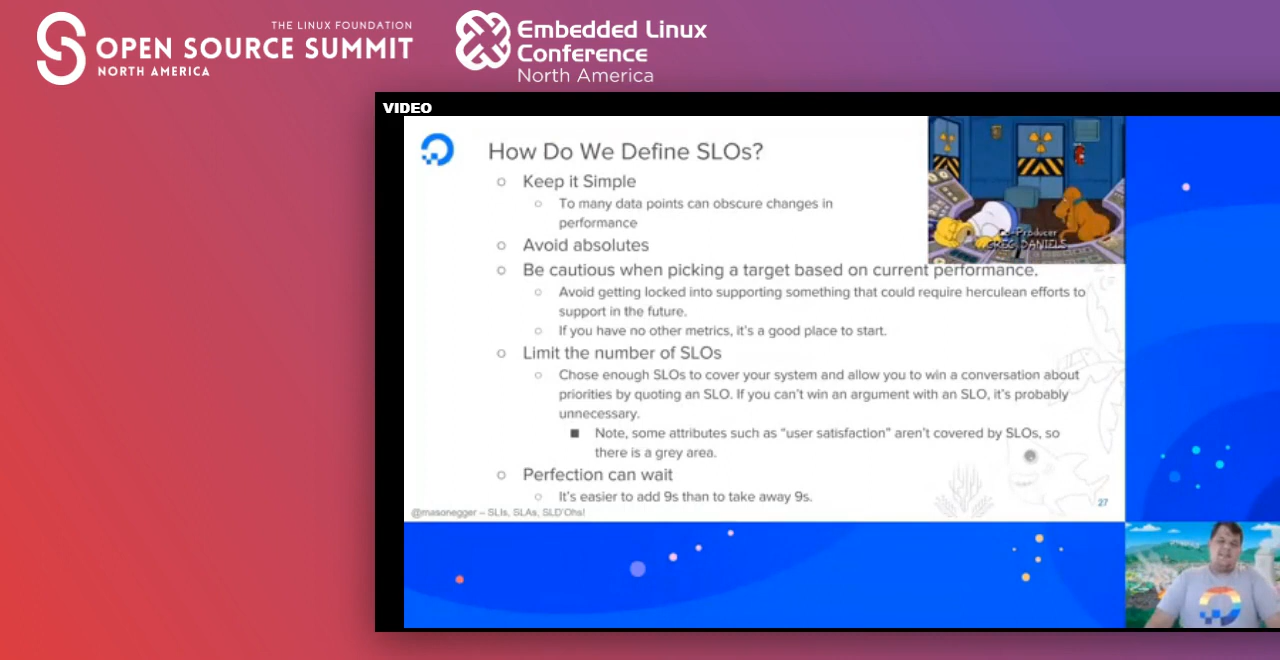 THE LINUX FOUNDATION
OPEN SOURCE SUMMIT
NORTH AMERICA
Embedded Linux
Conference
North America
VIDEO
How Do We Define SLOs?
Keep it Simple
To many data points can obscure changes in
performance
Avoid absolutes
Co-Producer
GREG DANIELS
Be cautious when picking a target based on current performance.
Avoid getting locked into supporting something that could require herculean efforts to
support in the future.
If you have no other metrics, it's a good place to start.
Limit the number of SLOs
Chose enough SLOs to cover your system and allow you to win a conversation about
priorities by quoting an SLO. If you can't win an argument with an SLO, it's probably
unnecessary.
Note, some attributes such as "user satisfaction" aren't covered by SLOs, so
there is a grey area.
Perfection can wait
It's easier to add 9s than to take away 9s.
27
@masonegger – SLIs, SLAs, SLD'Ohs!